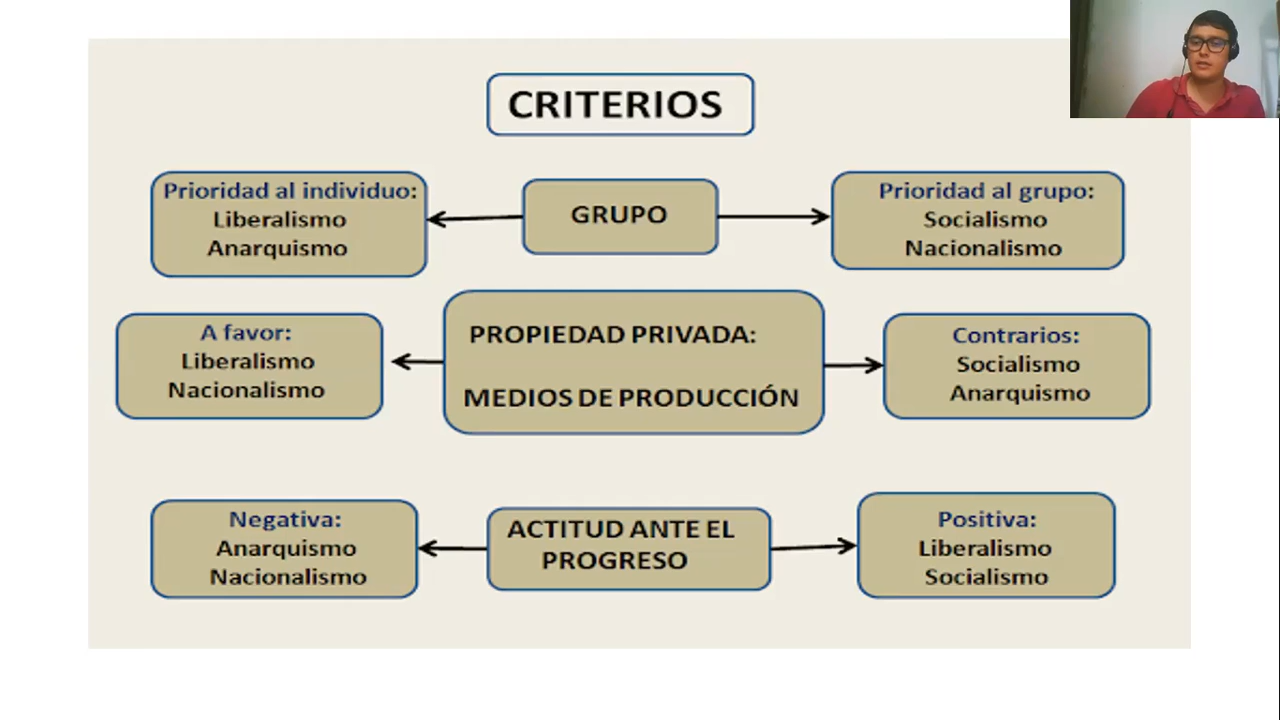 CRITERIOS
Prioridad al individuo:
Liberalismo
Anarquismo
GRUPO
Prioridad al grupo:
Socialismo
Nacionalismo
A favor:
Liberalismo
Nacionalismo
PROPIEDAD PRIVADA:
MEDIOS DE PRODUCCIÓN
Contrarios:
Socialismo
Anarquismo
Negativa:
Anarquismo
Nacionalismo
ACTITUD ANTE EL
PROGRESO
Positiva:
Liberalismo
Socialismo